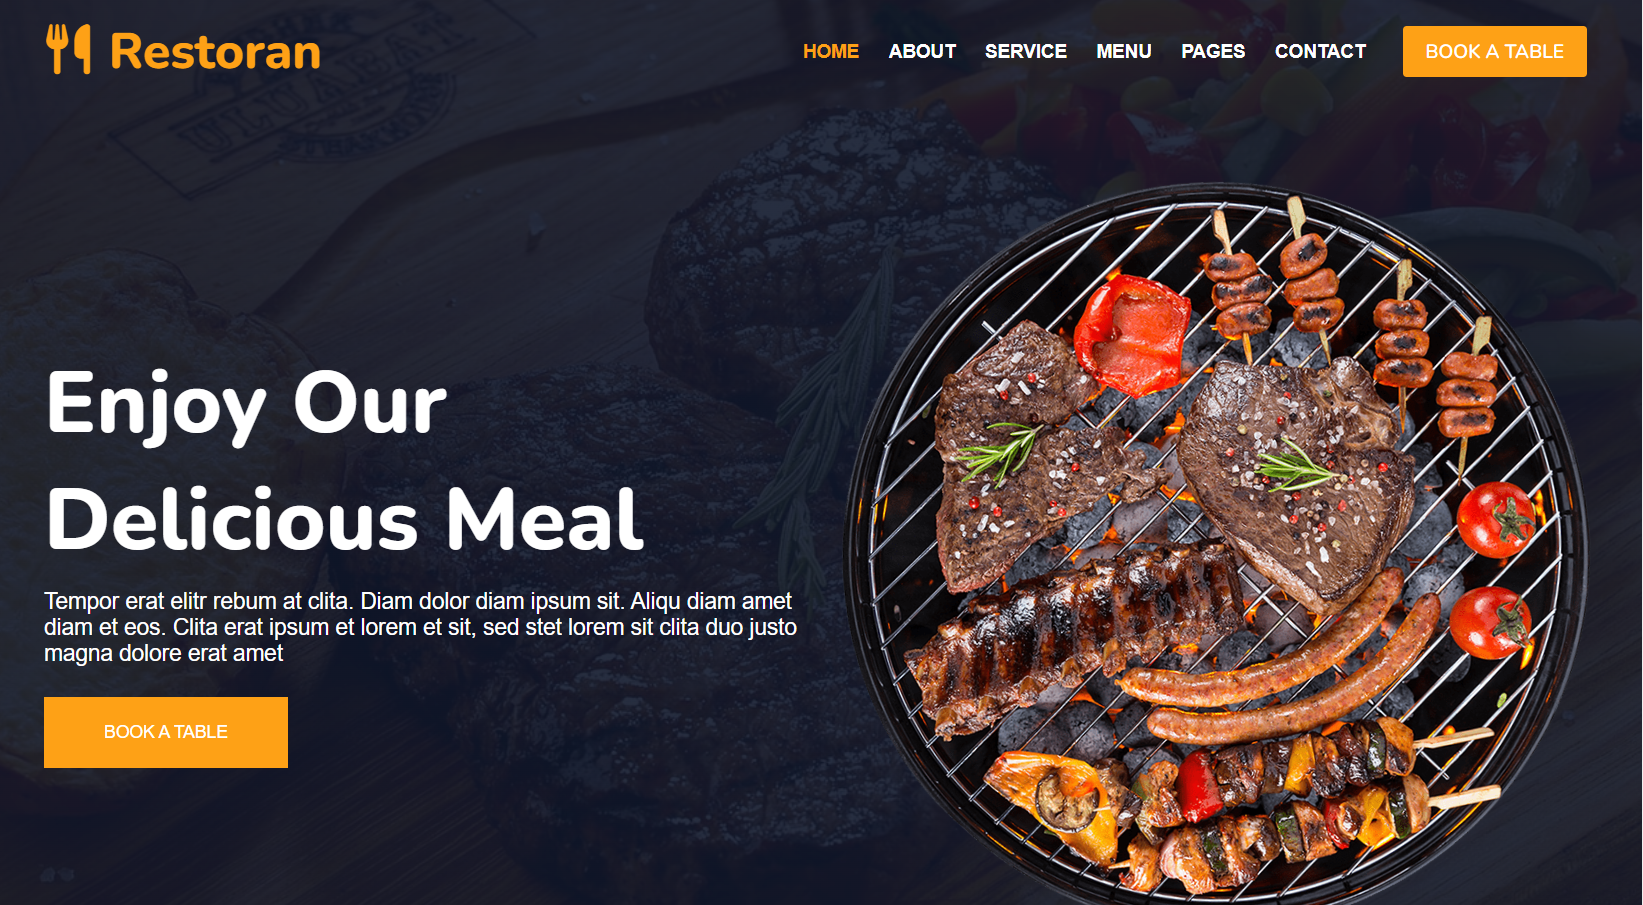 Restoran
HOME ABOUT SERVICE MENU PAGES CONTACT BOOK A TABLE
Enjoy Our
Delicious Meal
Tempor erat elitr rebum at clita. Diam dolor diam ipsum sit. Aliqu diam amet
diam et eos. Clita erat ipsum et lorem et sit, sed stet lorem sit clita duo justo
magna dolore erat amet
BOOK A TABLE